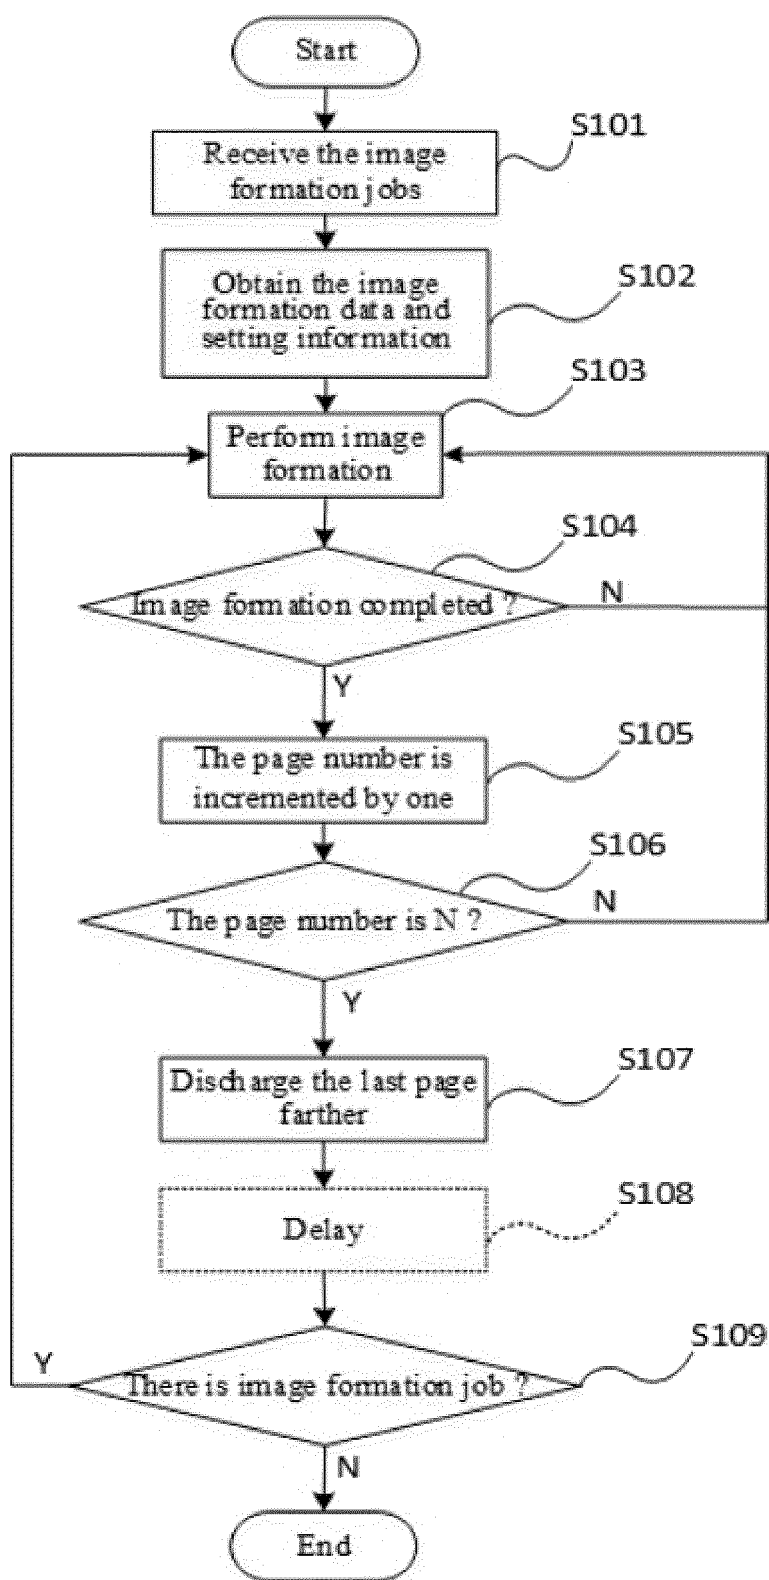 Start
S101
Receive the image
formation jobs
S102
Obtain the image
formation data and
setting information
S103
Perform image
formation
S104
Image formation completed ?
N
Y
S105
The page number is
incremented by one
S106
The page number is N ?
N
Y
S107
Discharge the last page
farther
S108
Delay
S109
Y
There is image formation job ?
N
End